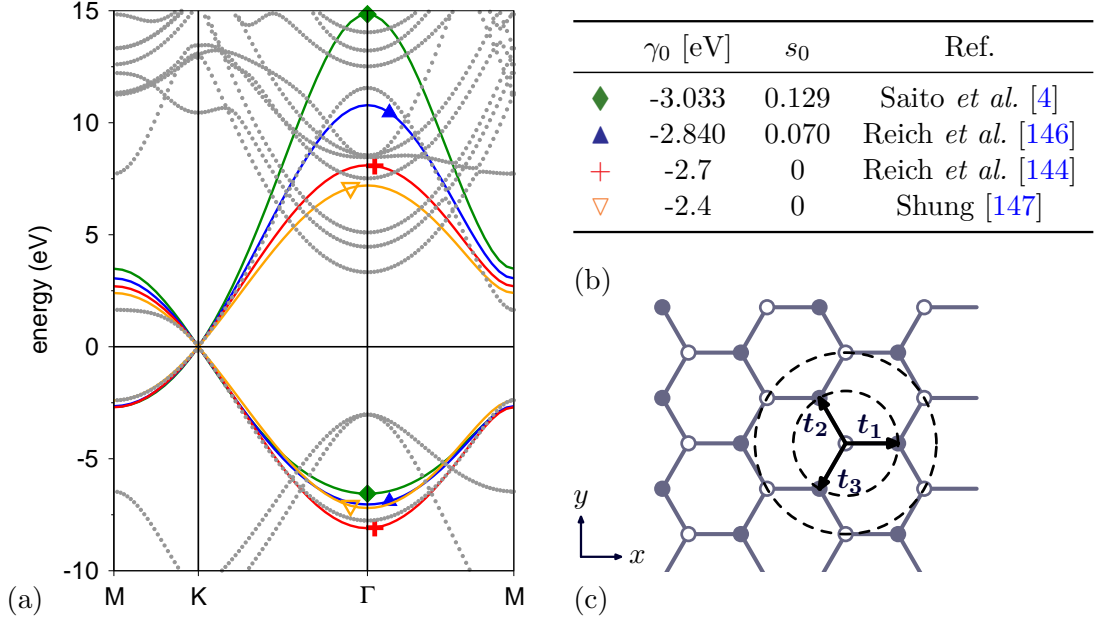 15
10
5
0
-5
-10
energy (eV)
M K Γ M
(a)
γ0 [eV] s0 Ref.
-3.033 0.129 Saito et al. [4]
-2.840 0.070 Reich et al. [146]
-2.7 0 Reich et al. [144]
-2.4 0 Shung [147]
(b)
t2 t1
t3
y
x
(c)